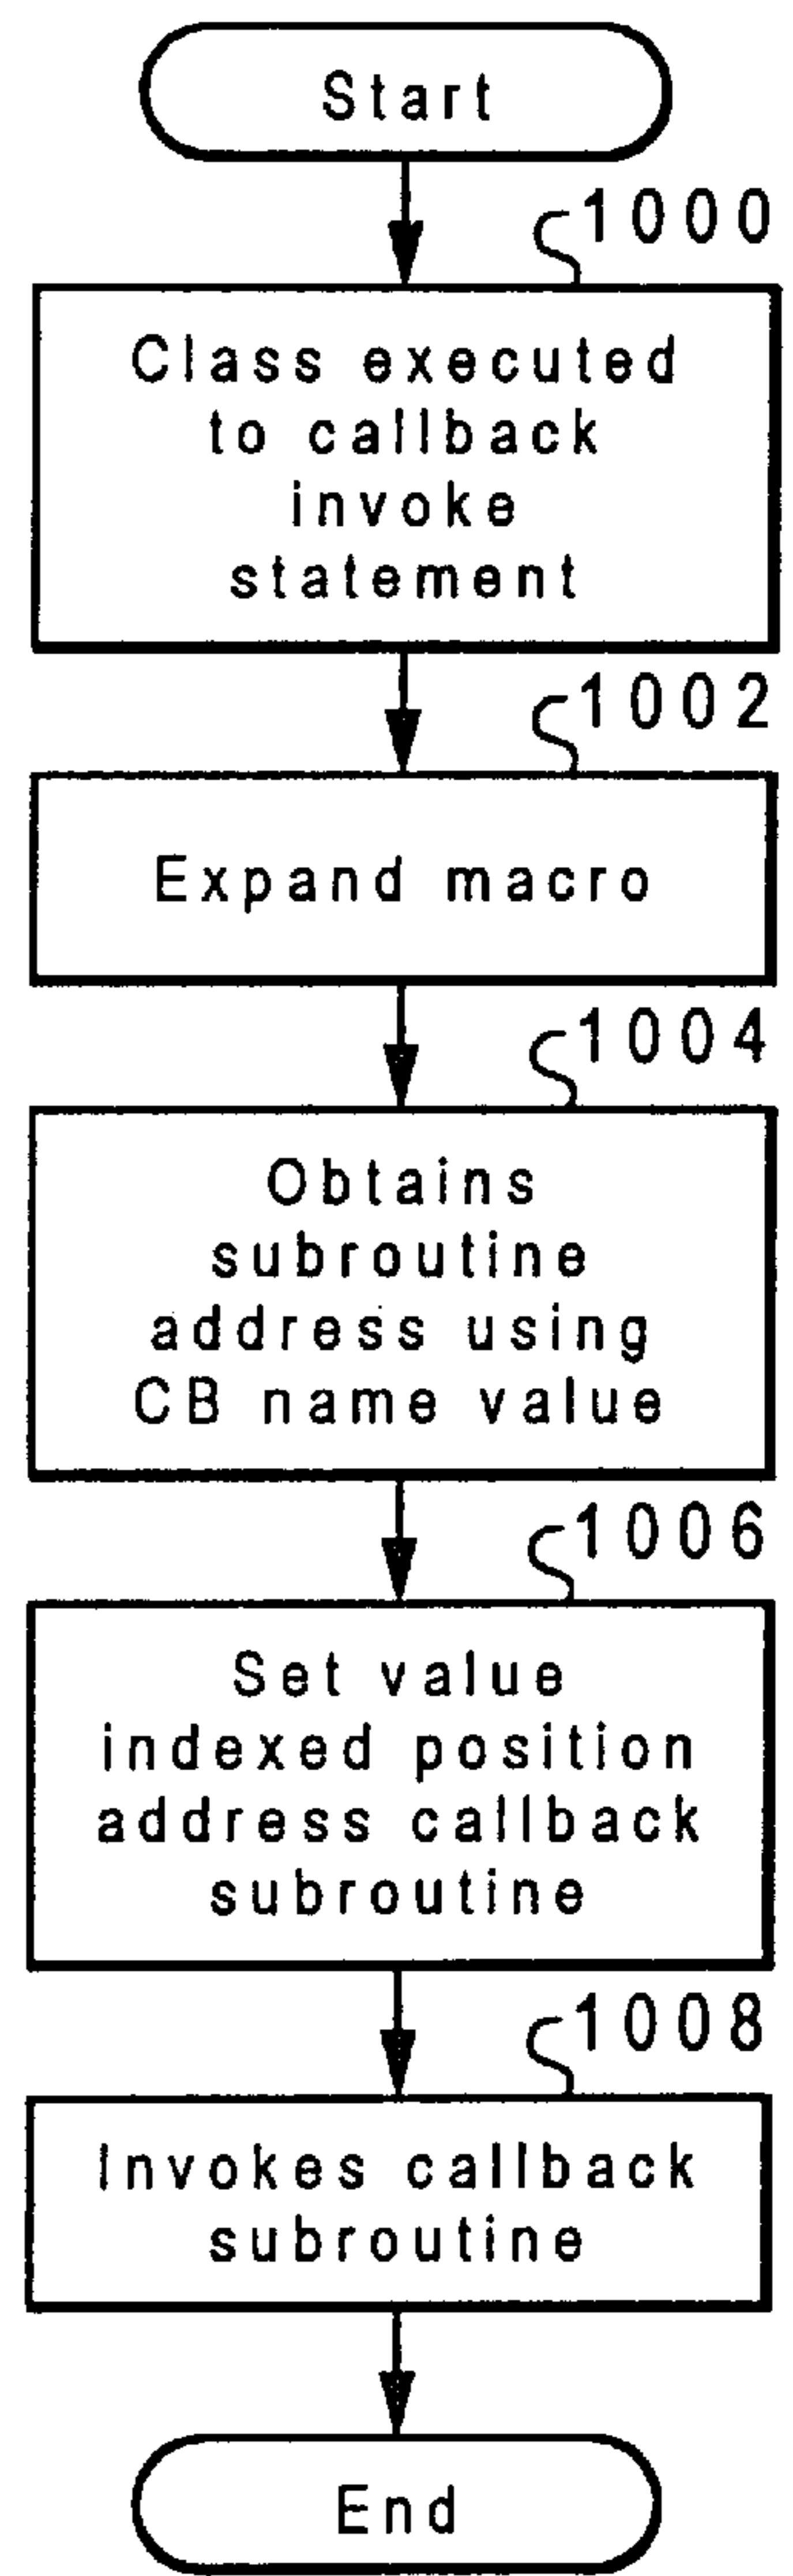 Start
1000
Class executed
to callback
invoke
statement
1002
Expand macro
1004
Obtains
subroutine
address using
CB name value
1006
Set value
indexed position
address callback
subroutine
1008
Invokes callback
subroutine
End